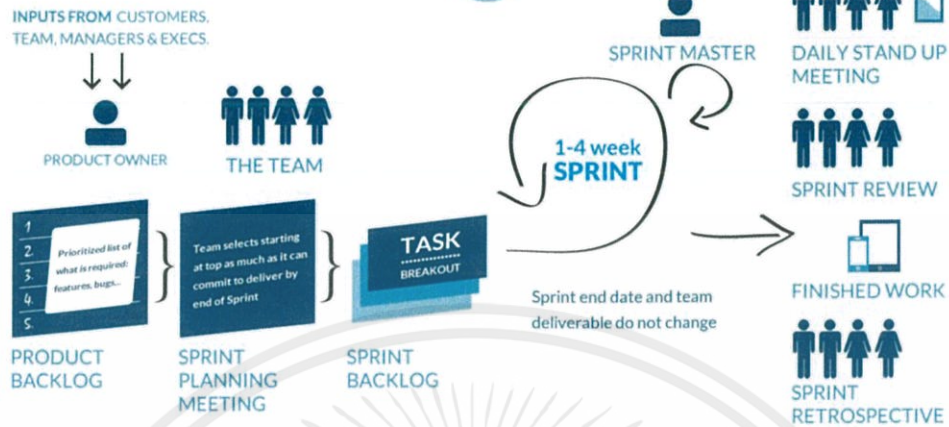 INPUTS FROM CUSTOMERS,
TEAM, MANAGERS & EXECS.
PRODUCT OWNER
THE TEAM
1
2.
3.
4.
5.
Prioritized list of
what is required:
features, bugs...
PRODUCT
BACKLOG
Team selects starting
at top as much as it can
commit to deliver by
end of Sprint
SPRINT
PLANNING
MEETING
TASK
BREAKOUT
SPRINT
BACKLOG
1-4 week
SPRINT
Sprint end date and team
deliverable do not change
SPRINT MASTER
DAILY STAND UP
MEETING
SPRINT REVIEW
FINISHED WORK
SPRINT
RETROSPECTIVE